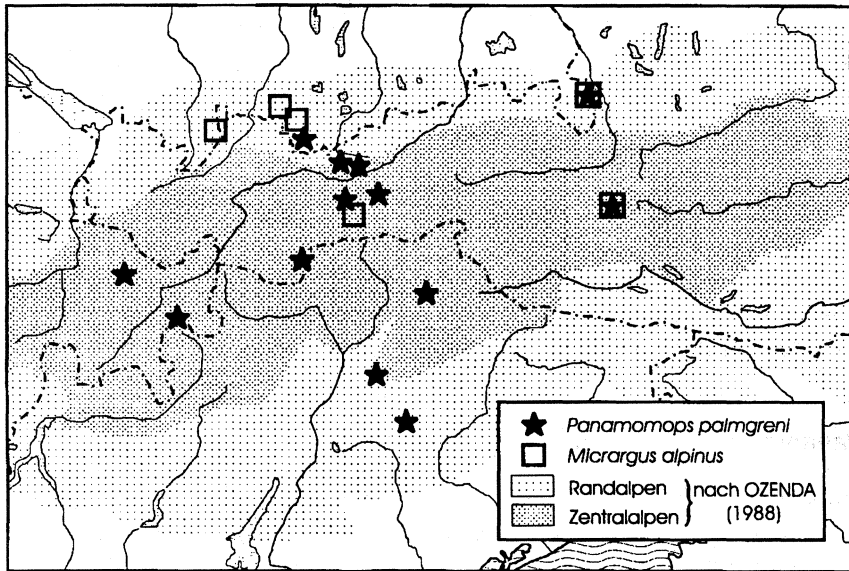 Panamomops palmgreni
Micrargus alpinus
Randalpen
Zentralalpen
nach OZENDA
(1988)